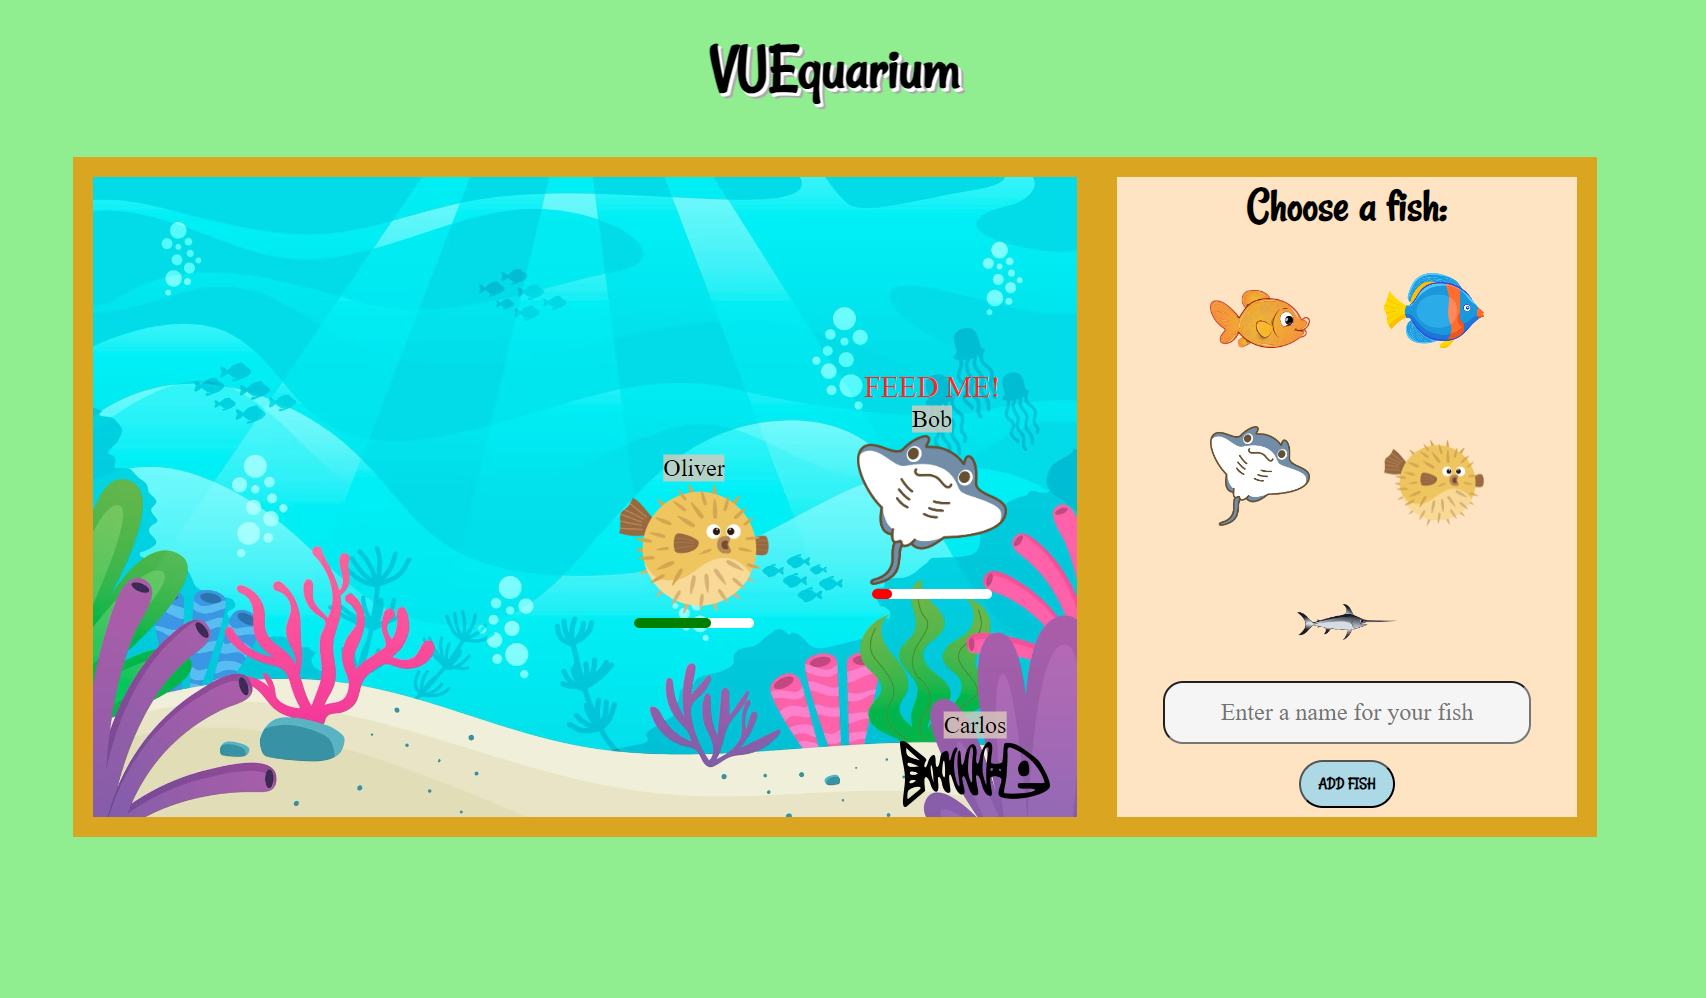 VUEquarium
Choose a fish:
FEED ME!
Bob
Oliver
Carlos
Enter a name for your fish
ADD FISH